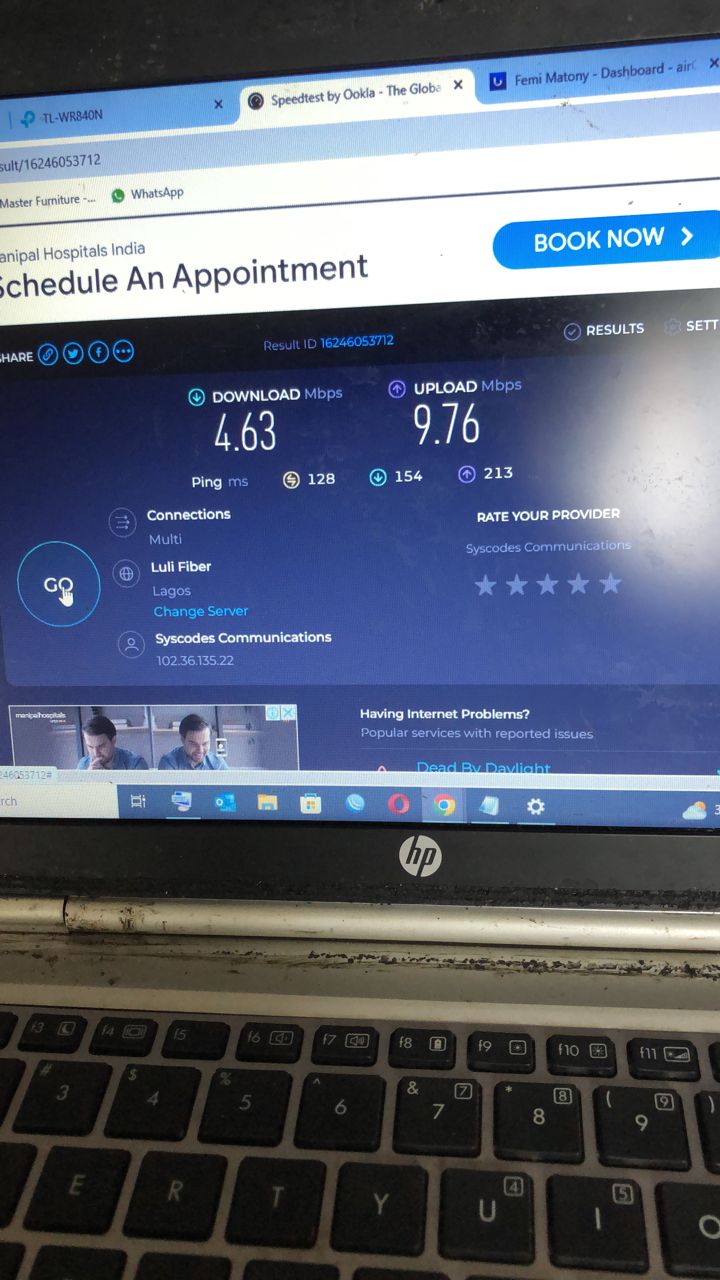 TL-WR840N
Speedtest by Ookla - The Globa
Femi Matony - Dashboard - air
sult/16246053712
Master Furniture -...
WhatsApp
anipal Hospitals India
Schedule An Appointment
BOOK NOW
SHARE
Result ID 16246053712
RESULTS
SETT
DOWNLOAD Mbps
4.63
UPLOAD Mbps
9.76
Ping ms 128 154 213
Connections
Multi
Luli Fiber
Lagos
Change Server
Syscodes Communications
102.36.135.22
GO
RATE YOUR PROVIDER
Syscodes Communications
manipalhospitals
Having Internet Problems?
Popular services with reported issues
Dead By Daylight
246053712#
rch
3
hp
f3 f4 f5 f6 f7 f8 f9 f10 f11
# 3 $ 4 % 5 ^ 6 & 7 7 * 8 8 ( 9 9 )
E R T Y U 4 I 5 O